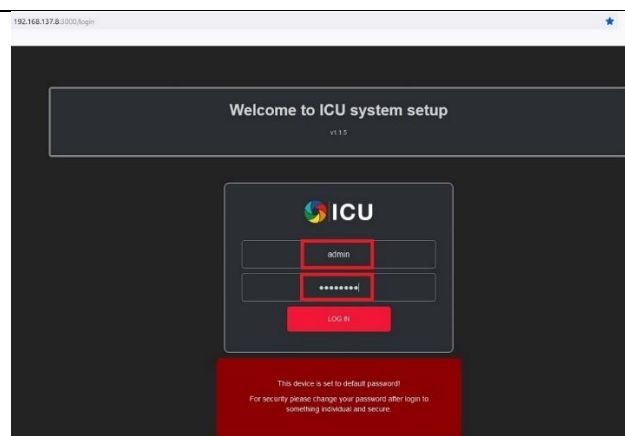 192.168.137.8:3000/login
Welcome to ICU system setup
v1.1.5
ICU
admin
••••••••
LOG IN
This device is set to default password!
For security please change your password after login to
something individual and secure.